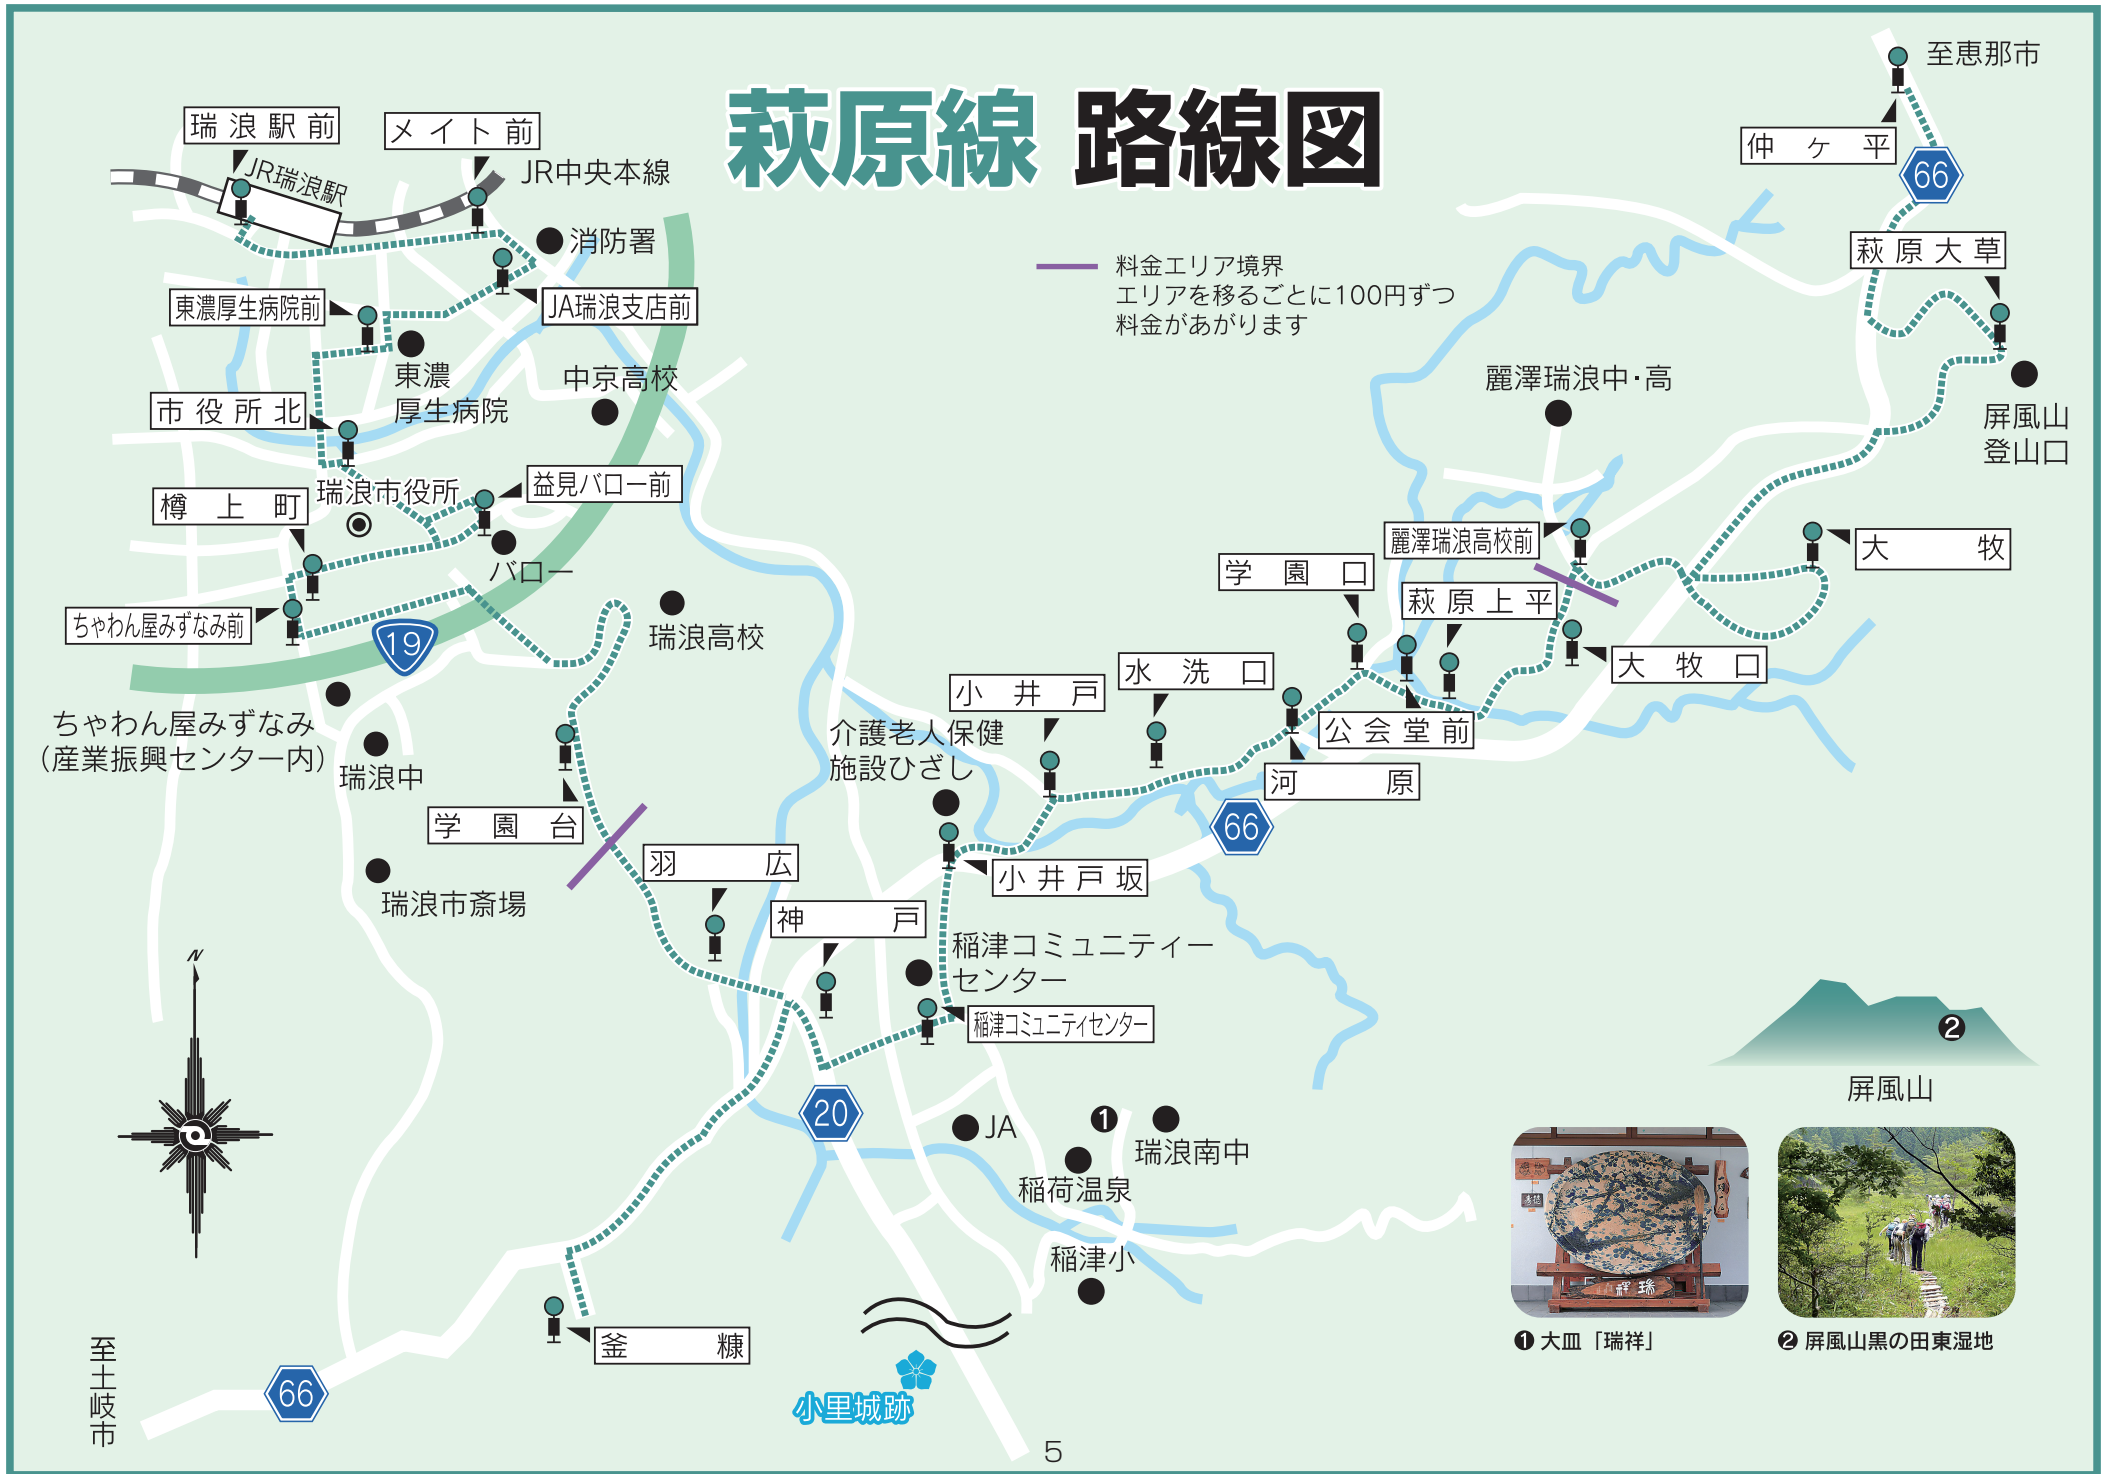 萩原線 路線図
料金エリア境界
エリアを移るごとに100円ずつ
料金があがります
至恵那市
仲ヶ平
66
萩原大草
屏風山
登山口
瑞浪駅前
メイト前
JR瑞浪駅
JR中央本線
消防署
東濃厚生病院前
JA瑞浪支店前
東濃
厚生病院
中京高校
市役所北
瑞浪市役所
益見バロー前
樽上町
バロー
ちゃわん屋みずなみ前
19
瑞浪高校
ちゃわん屋みずなみ
（産業振興センター内）
瑞浪中
学園台
瑞浪市斎場
羽広
神戸
麗澤瑞浪中・高
麗澤瑞浪高校前
大牧
学園口
萩原上平
大牧口
水洗口
小井戸
公会堂前
河原
介護老人保健
施設ひざし
66
小井戸坂
稲津コミュニティー
センター
稲津コミュニティセンター
N
20
JA
1
瑞浪南中
稲荷温泉
稲津小
釜糠
66
至土岐市
小里城跡
2
屏風山
瑞祥
❶大皿「瑞祥」
❷屏風山黒の田東湿地
5